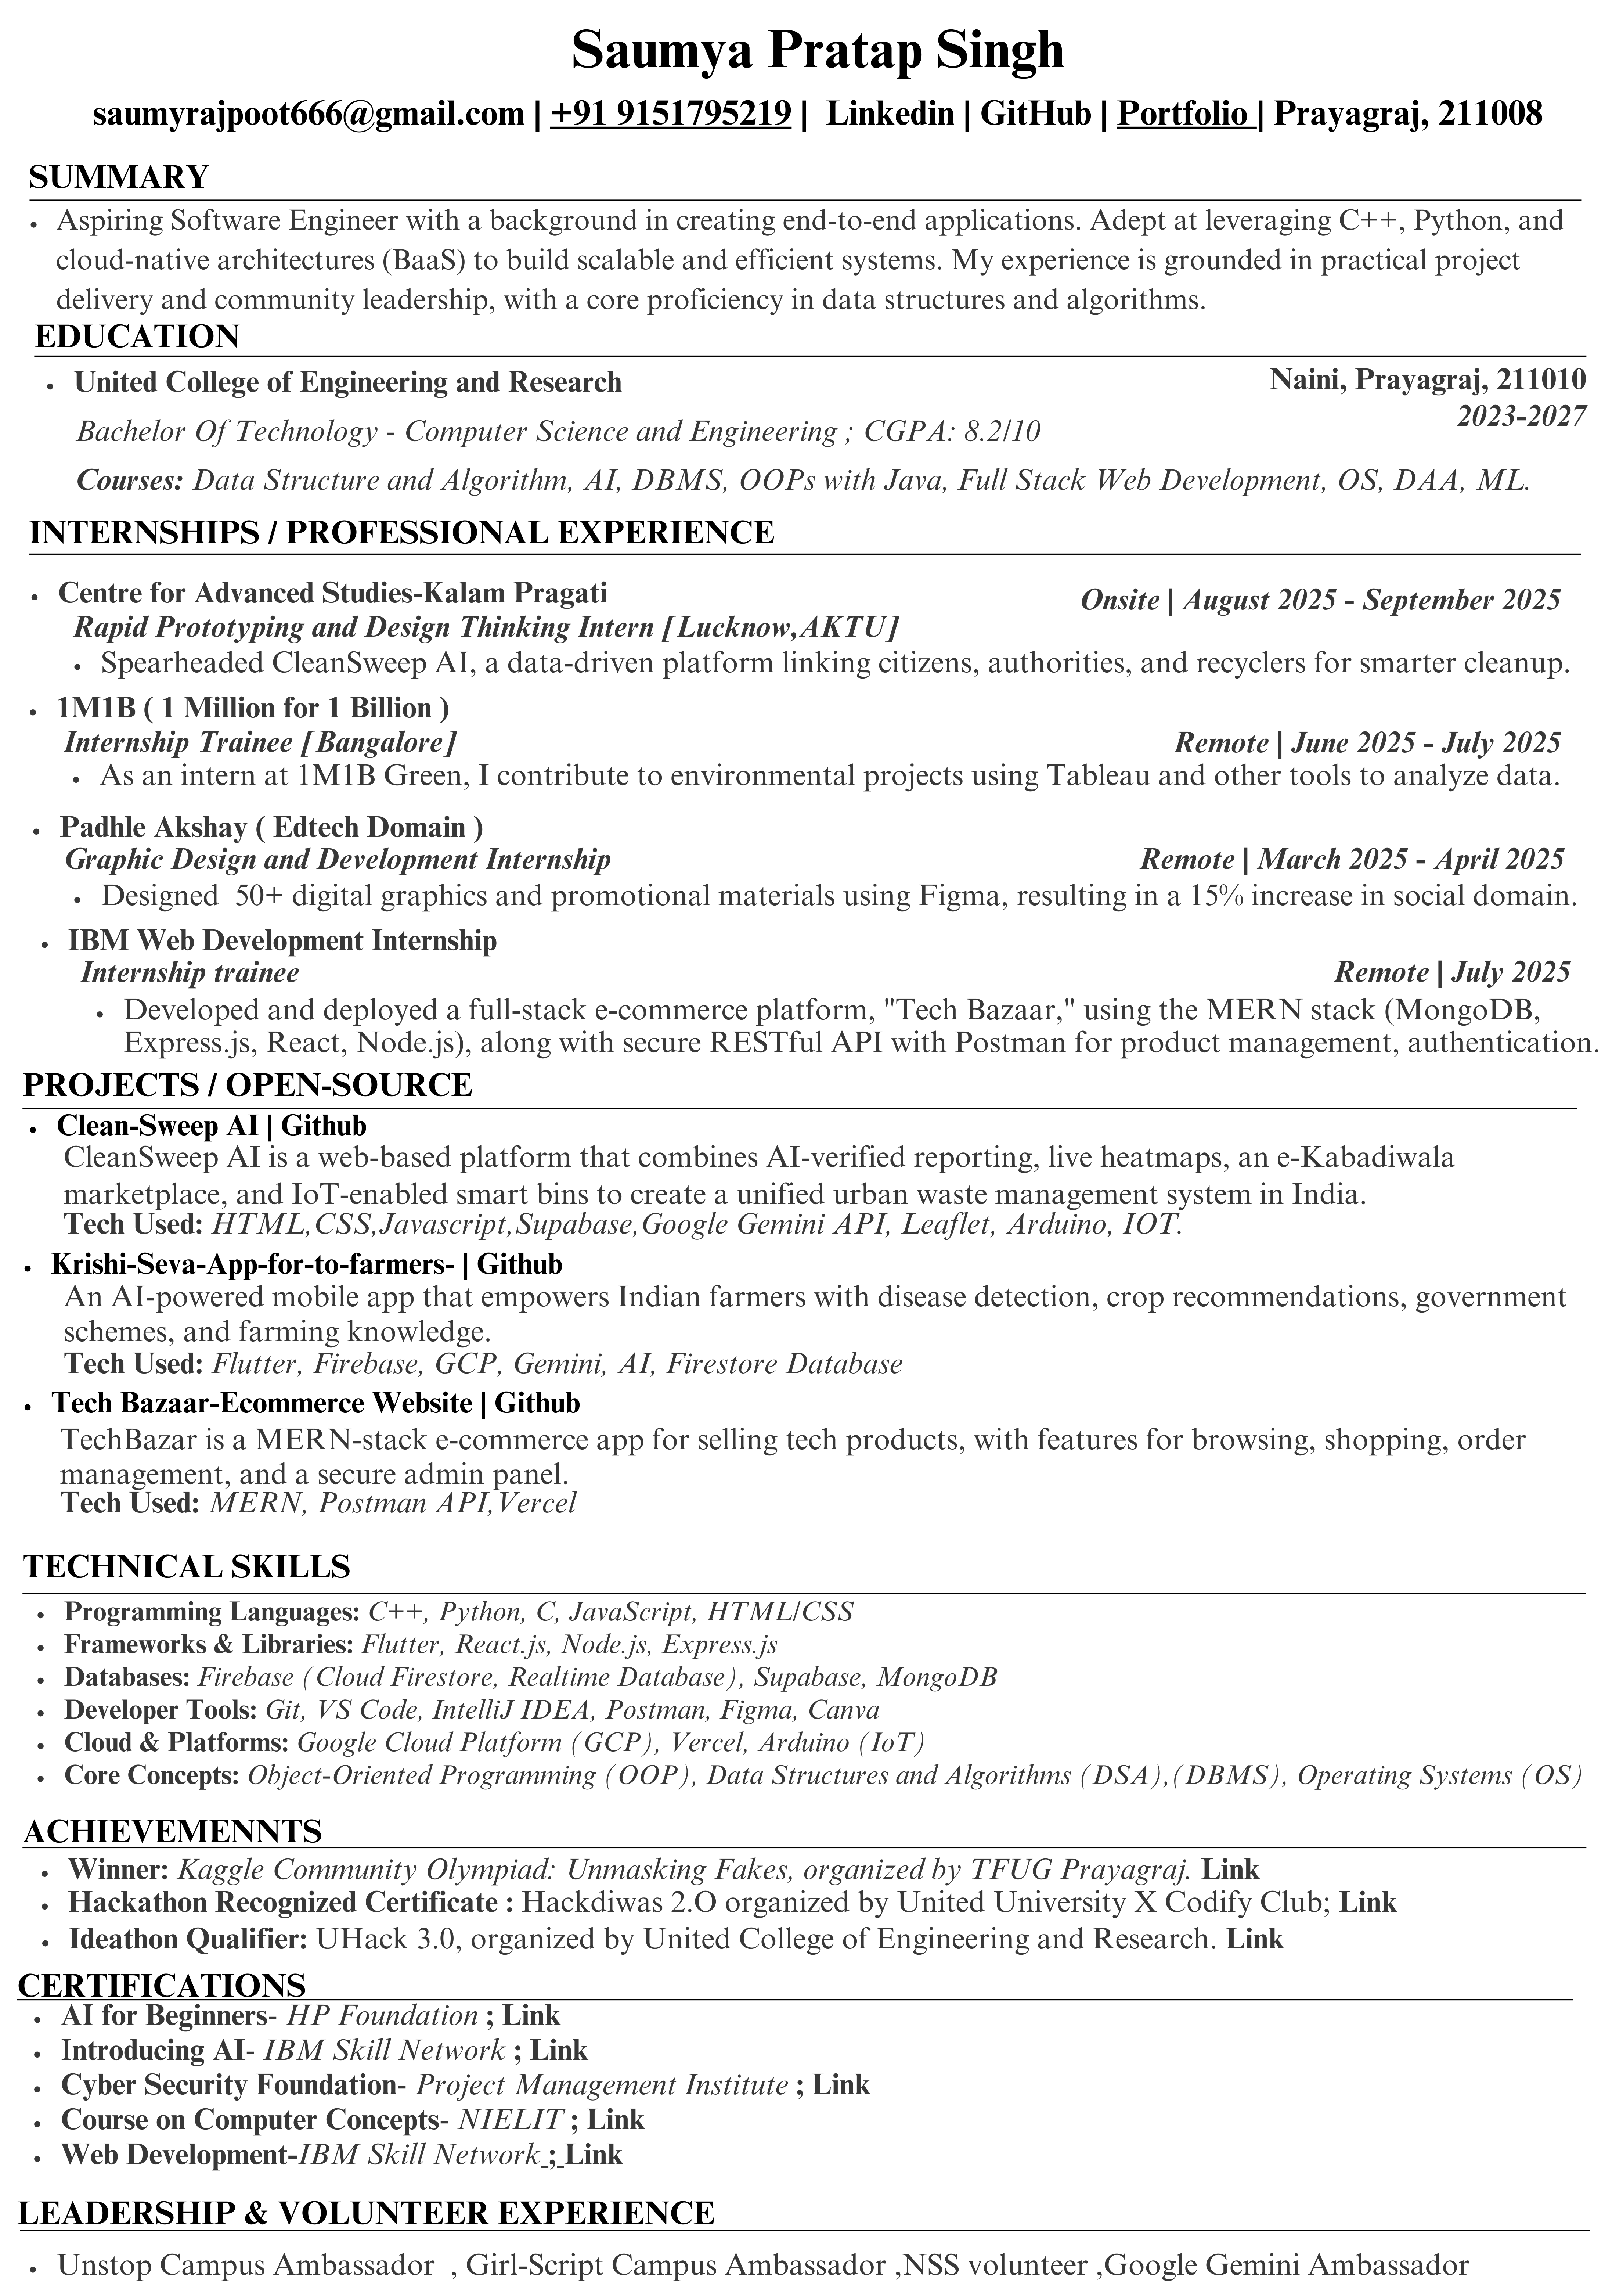 Saumya Pratap Singh
saumyrajpoot666@gmail.com | +91 9151795219 | Linkedin | GitHub | Portfolio | Prayagraj, 211008
SUMMARY
• Aspiring Software Engineer with a background in creating end-to-end applications. Adept at leveraging C++, Python, and
cloud-native architectures (BaaS) to build scalable and efficient systems. My experience is grounded in practical project
delivery and community leadership, with a core proficiency in data structures and algorithms.
EDUCATION
• United College of Engineering and Research Naini, Prayagraj, 211010
2023-2027
Bachelor Of Technology - Computer Science and Engineering ; CGPA: 8.2/10
Courses: Data Structure and Algorithm, AI, DBMS, OOPs with Java, Full Stack Web Development, OS, DAA, ML.
INTERNSHIPS / PROFESSIONAL EXPERIENCE
• Centre for Advanced Studies-Kalam Pragati Onsite | August 2025 - September 2025
Rapid Prototyping and Design Thinking Intern [Lucknow,AKTU]
• Spearheaded CleanSweep AI, a data-driven platform linking citizens, authorities, and recyclers for smarter cleanup.
• 1M1B ( 1 Million for 1 Billion )
Internship Trainee [Bangalore] Remote | June 2025 - July 2025
• As an intern at 1M1B Green, I contribute to environmental projects using Tableau and other tools to analyze data.
• Padhle Akshay ( Edtech Domain )
Graphic Design and Development Internship Remote | March 2025 - April 2025
• Designed 50+ digital graphics and promotional materials using Figma, resulting in a 15% increase in social domain.
• IBM Web Development Internship
Internship trainee Remote | July 2025
• Developed and deployed a full-stack e-commerce platform, "Tech Bazaar," using the MERN stack (MongoDB,
Express.js, React, Node.js), along with secure RESTful API with Postman for product management, authentication.
PROJECTS / OPEN-SOURCE
• Clean-Sweep AI | Github
CleanSweep AI is a web-based platform that combines AI-verified reporting, live heatmaps, an e-Kabadiwala
marketplace, and IoT-enabled smart bins to create a unified urban waste management system in India.
Tech Used: HTML,CSS,Javascript,Supabase,Google Gemini API, Leaflet, Arduino, IOT.
• Krishi-Seva-App-for-to-farmers- | Github
An AI-powered mobile app that empowers Indian farmers with disease detection, crop recommendations, government
schemes, and farming knowledge.
Tech Used: Flutter, Firebase, GCP, Gemini, AI, Firestore Database
• Tech Bazaar-Ecommerce Website | Github
TechBazar is a MERN-stack e-commerce app for selling tech products, with features for browsing, shopping, order
management, and a secure admin panel.
Tech Used: MERN, Postman API,Vercel
TECHNICAL SKILLS
• Programming Languages: C++, Python, C, JavaScript, HTML/CSS
• Frameworks & Libraries: Flutter, React.js, Node.js, Express.js
• Databases: Firebase (Cloud Firestore, Realtime Database), Supabase, MongoDB
• Developer Tools: Git, VS Code, IntelliJ IDEA, Postman, Figma, Canva
• Cloud & Platforms: Google Cloud Platform (GCP), Vercel, Arduino (IoT)
• Core Concepts: Object-Oriented Programming (OOP), Data Structures and Algorithms (DSA),(DBMS), Operating Systems (OS)
ACHIEVEMENNTS
• Winner: Kaggle Community Olympiad: Unmasking Fakes, organized by TFUG Prayagraj. Link
• Hackathon Recognized Certificate : Hackdiwas 2.O organized by United University X Codify Club; Link
• Ideathon Qualifier: UHack 3.0, organized by United College of Engineering and Research. Link
CERTIFICATIONS
• AI for Beginners- HP Foundation ; Link
• Introducing AI- IBM Skill Network ; Link
• Cyber Security Foundation- Project Management Institute ; Link
• Course on Computer Concepts- NIELIT ; Link
• Web Development-IBM Skill Network ; Link
LEADERSHIP & VOLUNTEER EXPERIENCE
• Unstop Campus Ambassador , Girl-Script Campus Ambassador ,NSS volunteer ,Google Gemini Ambassador